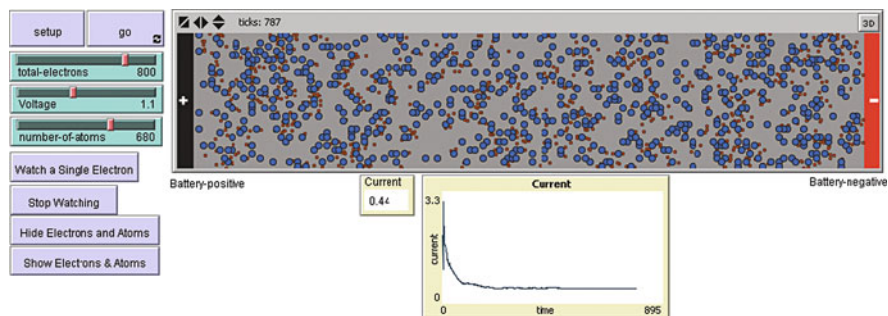 setup
go
ticks: 787
3D
total-electrons 800
Voltage 1.1
number-of-atoms 680
+
-
Watch a Single Electron
Stop Watching
Hide Electrons and Atoms
Show Electrons & Atoms
Battery-positive
Battery-negative
Current
0.44
Current
3.3
current
0
0
time
895